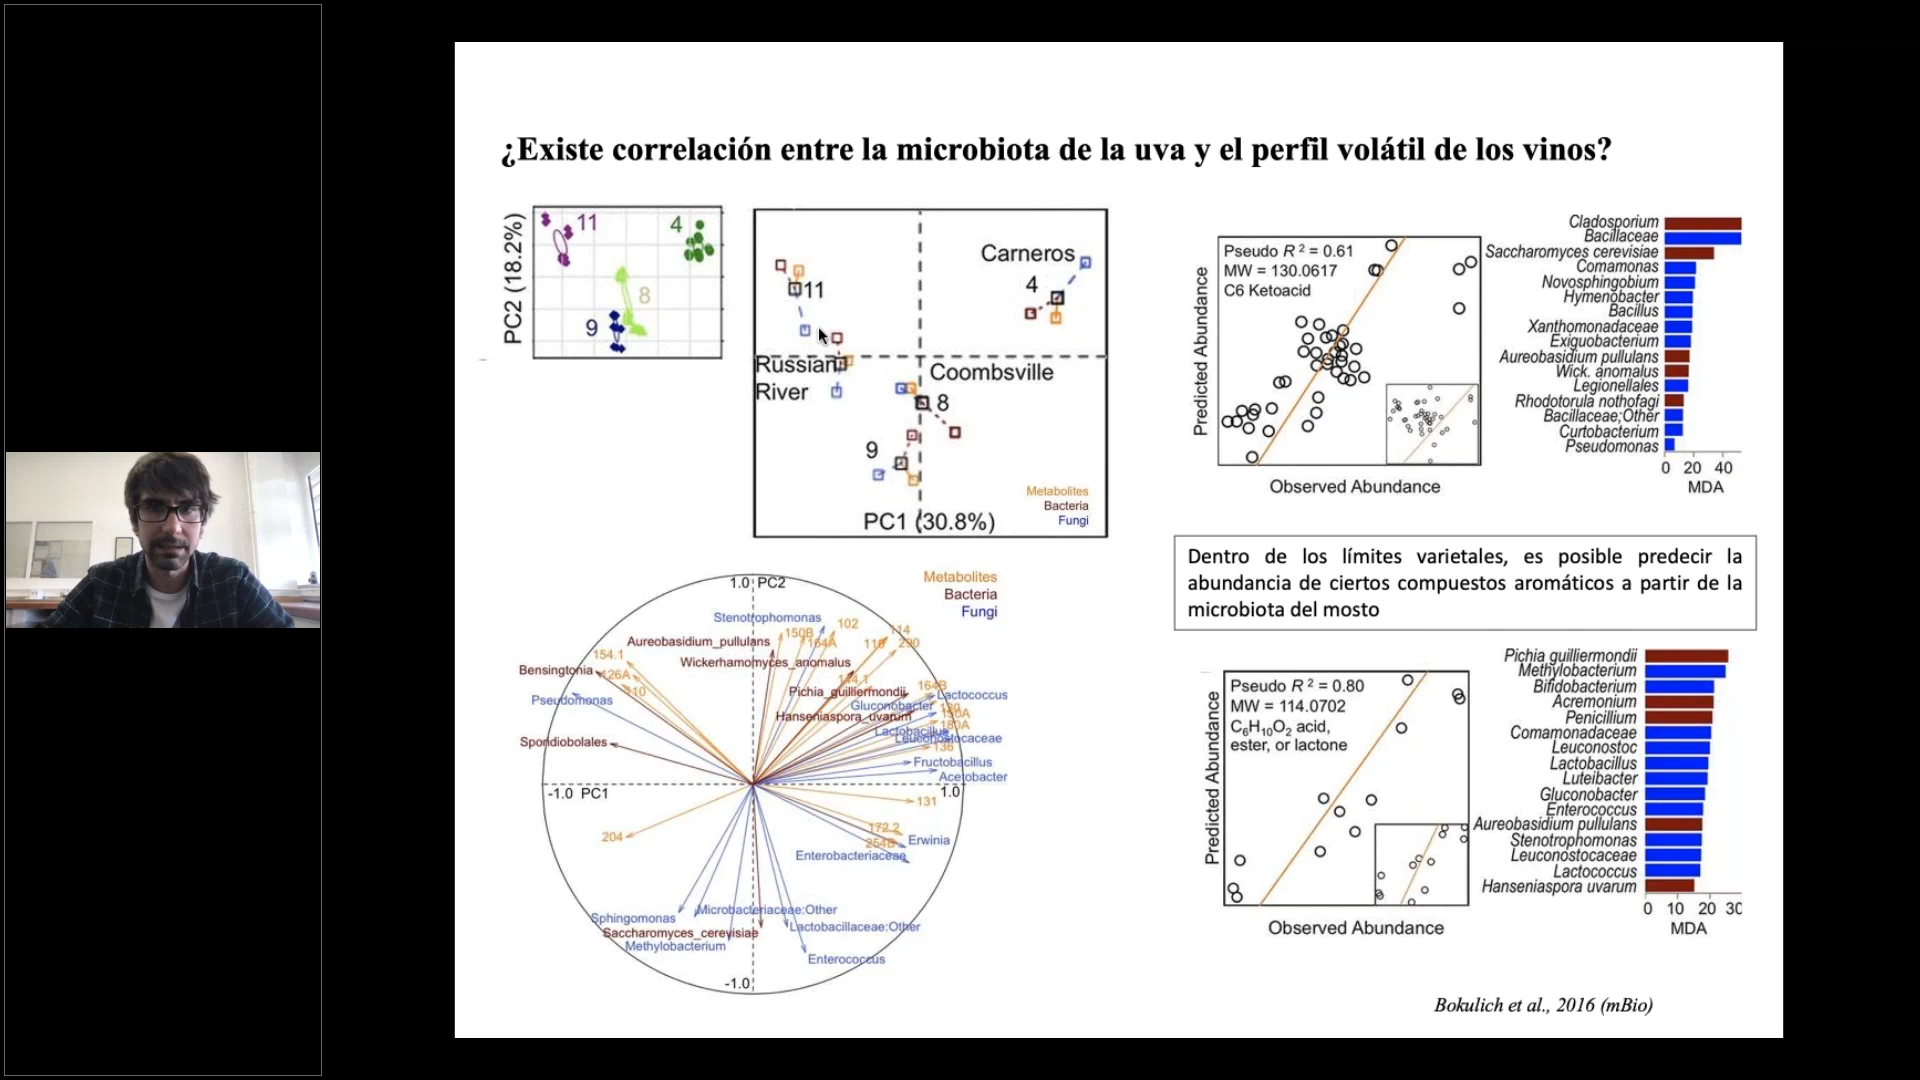 ¿Existe correlación entre la microbiota de la uva y el perfil volátil de los vinos?
PC2 (18.2%)
11
4
8
9
Carneros
4
11
Russian
River
Coombsville
8
9
Metabolites
Bacteria
Fungi
PC1 (30.8%)
Pseudo R² = 0.61
MW = 130.0617
C6 Ketoacid
Predicted Abundance
Observed Abundance
Cladosporium
Bacillaceae
Saccharomyces cerevisiae
Comamonas
Novosphingobium
Hymenobacter
Bacillus
Xanthomonadaceae
Exiguobacterium
Aureobasidium pullulans
Wick. anomalus
Legionellales
Rhodotorula nothofagi
Bacillaceae;Other
Curtobacterium
Pseudomonas
0 20 40
MDA
Dentro de los límites varietales, es posible predecir la
abundancia de ciertos compuestos aromáticos a partir de la
microbiota del mosto
1.0 PC2
Metabolites
Bacteria
Fungi
Stenotrophomonas
102
114
150B
164A
116
290
Aureobasidium_pullulans
154.1
Wickerhamomyces_anomalus
Bensingtonia
126A
110
Pichia_guilliermondii
164B
Pseudomonas
Lactococcus
Gluconobacter
Hanseniaspora_uvarum
Lactobacillus
Leuconostocaceae
Sporidiobolales
136
Fructobacillus
Acetobacter
-1.0 PC1
1.0
131
204
172.2
254B
Erwinia
Enterobacteriaceae
Sphingomonas
Microbacteriaceae:Other
Saccharomyces_cerevisiae
Lactobacillaceae:Other
Methylobacterium
Enterococcus
-1.0
Pseudo R² = 0.80
MW = 114.0702
C₆H₁₀O₂ acid,
ester, or lactone
Predicted Abundance
Observed Abundance
Pichia guilliermondii
Methylobacterium
Bifidobacterium
Acremonium
Penicillium
Comamonadaceae
Leuconostoc
Lactobacillus
Luteibacter
Gluconobacter
Enterococcus
Aureobasidium pullulans
Stenotrophomonas
Leuconostocaceae
Lactococcus
Hanseniaspora uvarum
0 10 20 30
MDA
Bokulich et al., 2016 (mBio)